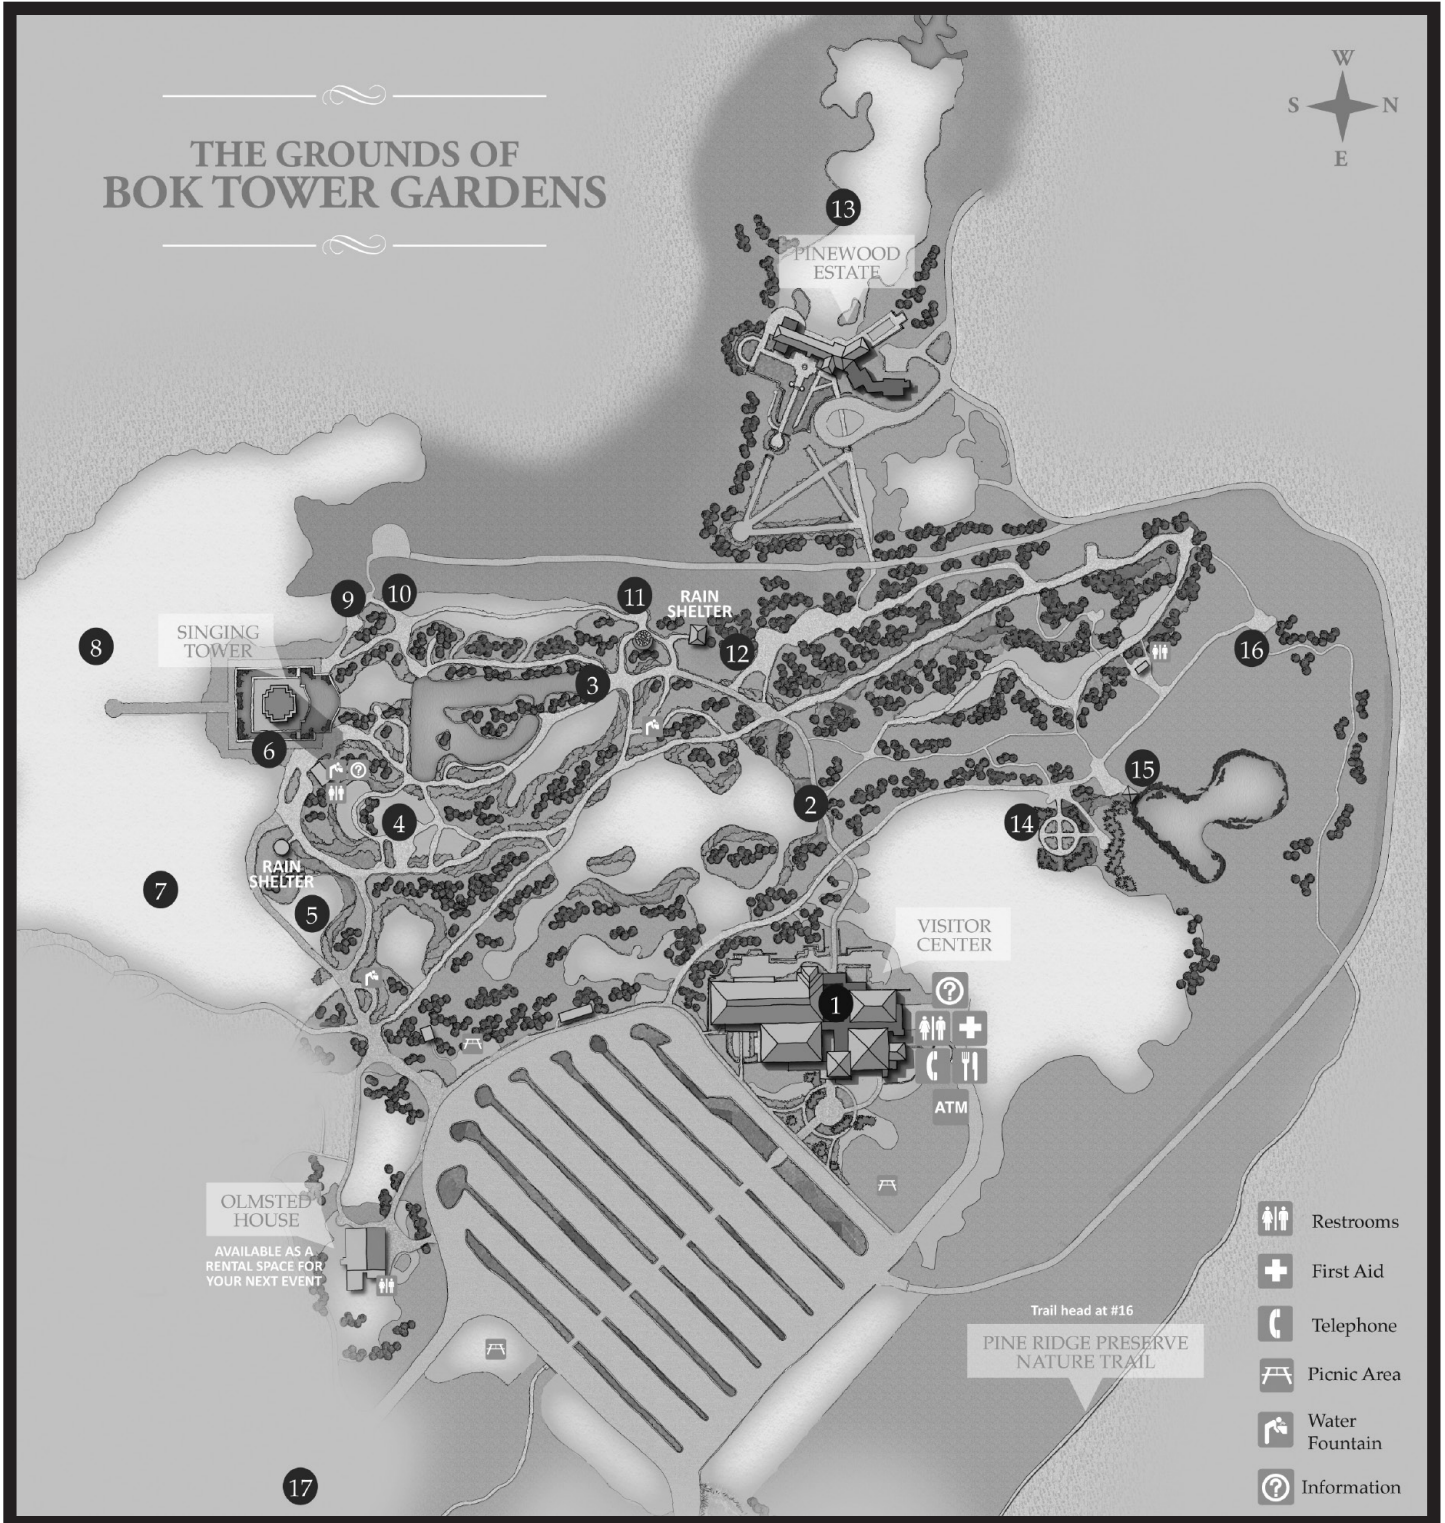 W
S N
E
THE GROUNDS OF
BOK TOWER GARDENS
13
PINEWOOD
ESTATE
9
10
11
RAIN
SHELTER
12
16
8
SINGING
TOWER
3
6
15
2
14
4
RAIN
SHELTER
7
5
VISITOR
CENTER
1
ATM
OLMSTED
HOUSE
AVAILABLE AS A
RENTAL SPACE FOR
YOUR NEXT EVENT
Trail head at #16
PINE RIDGE PRESERVE
NATURE TRAIL
17
Restrooms
First Aid
Telephone
Picnic Area
Water
Fountain
? Information